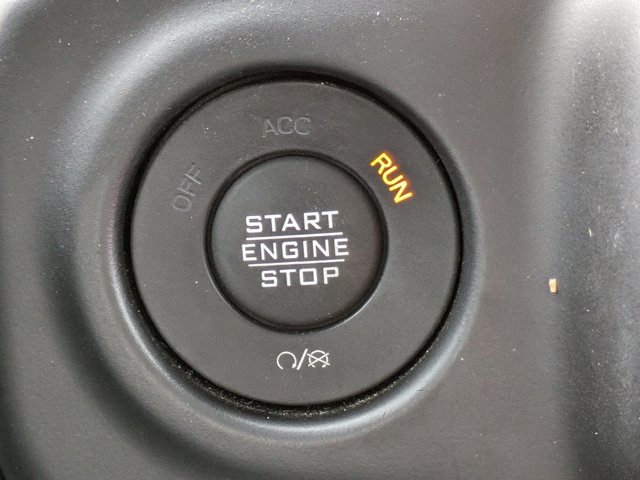 OFF
ACC
RUN
START
ENGINE
STOP